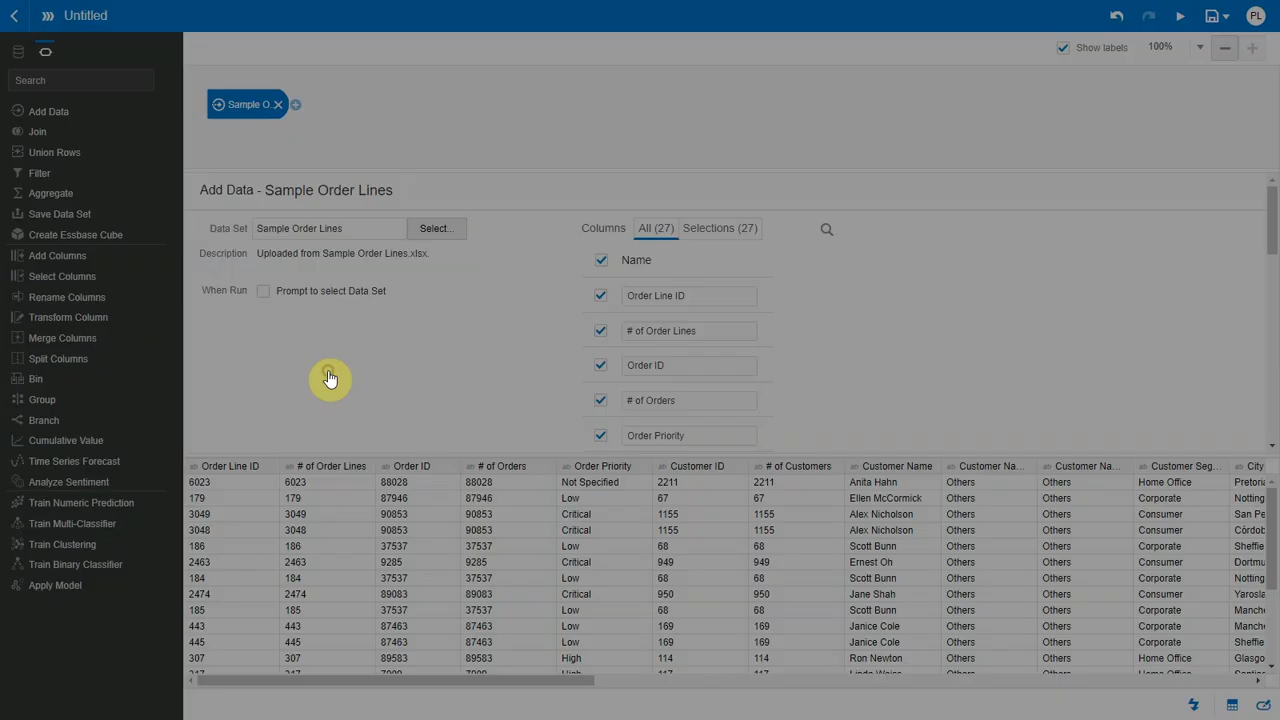 Untitled
PL
Show labels 100%
Search
Add Data
Join
Union Rows
Filter
Aggregate
Save Data Set
Create Essbase Cube
Add Columns
Select Columns
Rename Columns
Transform Column
Merge Columns
Split Columns
Bin
Group
Branch
Cumulative Value
Time Series Forecast
Analyze Sentiment
Train Numeric Prediction
Train Multi-Classifier
Train Clustering
Train Binary Classifier
Apply Model
Sample O..
Add Data - Sample Order Lines
Data Set Sample Order Lines Select...
Description Uploaded from Sample Order Lines.xlsx.
When Run Prompt to select Data Set
Columns All (27) Selections (27)
Name
Order Line ID
# of Order Lines
Order ID
# of Orders
Order Priority
ab Order Line ID ab # of Order Lines ab Order ID ab # of Orders ab Order Priority ab Customer ID ab # of Customers ab Customer Name ab Customer Na... ab Customer Na... ab Customer Seg... ab City
6023 6023 88028 88028 Not Specified 2211 2211 Anita Hahn Others Others Home Office Pretoria
179 179 87946 87946 Low 67 67 Ellen McCormick Others Others Corporate Notting
3049 3049 90853 90853 Critical 1155 1155 Alex Nicholson Others Others Consumer San Pe
3048 3048 90853 90853 Critical 1155 1155 Alex Nicholson Others Others Consumer Córdob
186 186 37537 37537 Low 68 68 Scott Bunn Others Others Corporate Sheffie
2463 2463 9285 9285 Critical 949 949 Ernest Oh Others Others Consumer Dortmu
184 184 37537 37537 Low 68 68 Scott Bunn Others Others Corporate Notting
2474 2474 89083 89083 Critical 950 950 Jane Shah Others Others Consumer Yarosla
185 185 37537 37537 Low 68 68 Scott Bunn Others Others Corporate Manche
443 443 87463 87463 Low 169 169 Janice Cole Others Others Corporate Manche
445 445 87463 87463 Low 169 169 Janice Cole Others Others Corporate Sheffie
307 307 89583 89583 High 114 114 Ron Newton Others Others Home Office Glasgo